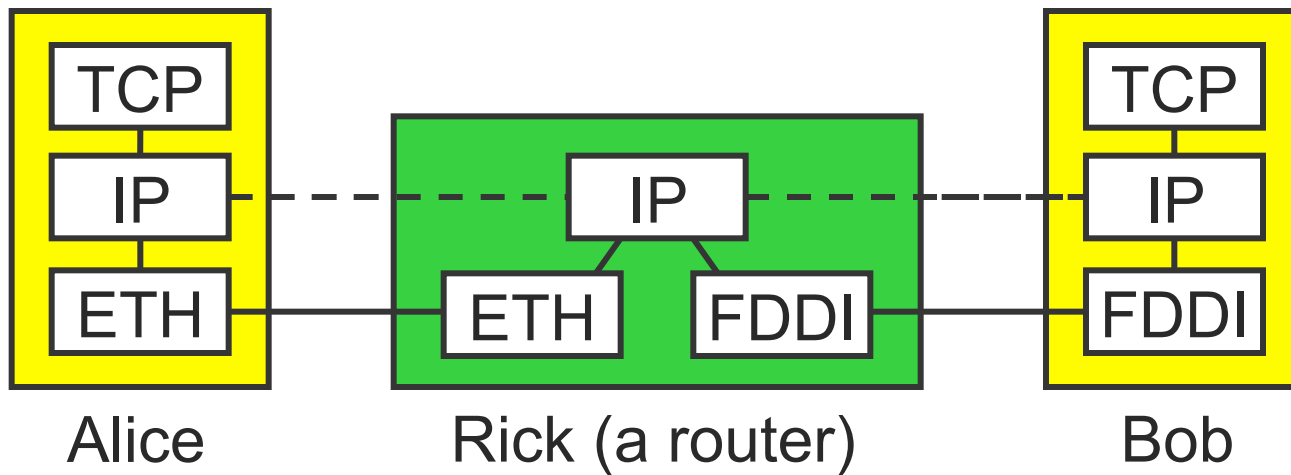 TCP
IP
ETH
Alice
IP
ETH
FDDI
Rick (a router)
TCP
IP
FDDI
Bob